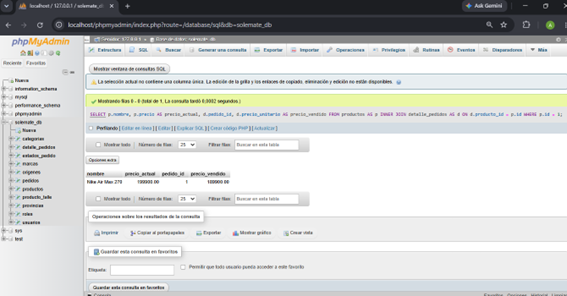 localhost / 127.0.0.1 / solemate_d
Ask Gemini
localhost/phpmyadmin/index.php?route=/database/sql&db=solemate_db
phpMyAdmin
Reciente Favoritas
Nueva
information_schema
mysql
performance_schema
phpmyadmin
solemate_db
Nueva
categorias
detalle_pedidos
estados_pedido
marcas
origenes
pedidos
productos
producto_talle
provincias
roles
usuarios
sys
test
Estructura SQL Buscar Generar una consulta Exportar Importar Operaciones Privilegios Rutinas Eventos Disparadores Más
Mostrar ventana de consultas SQL
La selección actual no contiene una columna única. La edición de la grilla y los enlaces de copiado, eliminación y edición no están disponibles.
Mostrando filas 0 - 0 (total de 1, La consulta tardó 0,0002 segundos.)
SELECT p.nombre, p.precio AS precio_actual, d.pedido_id, d.precio_unitario AS precio_vendido FROM productos AS p INNER JOIN detalle_pedidos AS d ON d.producto_id = p.id WHERE p.id = 1;
Perfilando [ Editar en línea ] [ Editar ] [ Explicar SQL ] [ Crear código PHP ] [ Actualizar ]
Mostrar todo Número de filas: 25 Filtrar filas: Buscar en esta tabla
Opciones extra
nombre precio_actual pedido_id precio_vendido
Nike Air Max 270 1
Mostrar todo Número de filas: 25 Filtrar filas: Buscar en esta tabla
Operaciones sobre los resultados de la consulta
Imprimir Copiar al portapapeles Exportar Mostrar gráfico Crear vista
Guardar esta consulta en favoritos
Etiqueta: Permitir que todo usuario pueda acceder a este favorito
Guardar esta consulta en favoritos